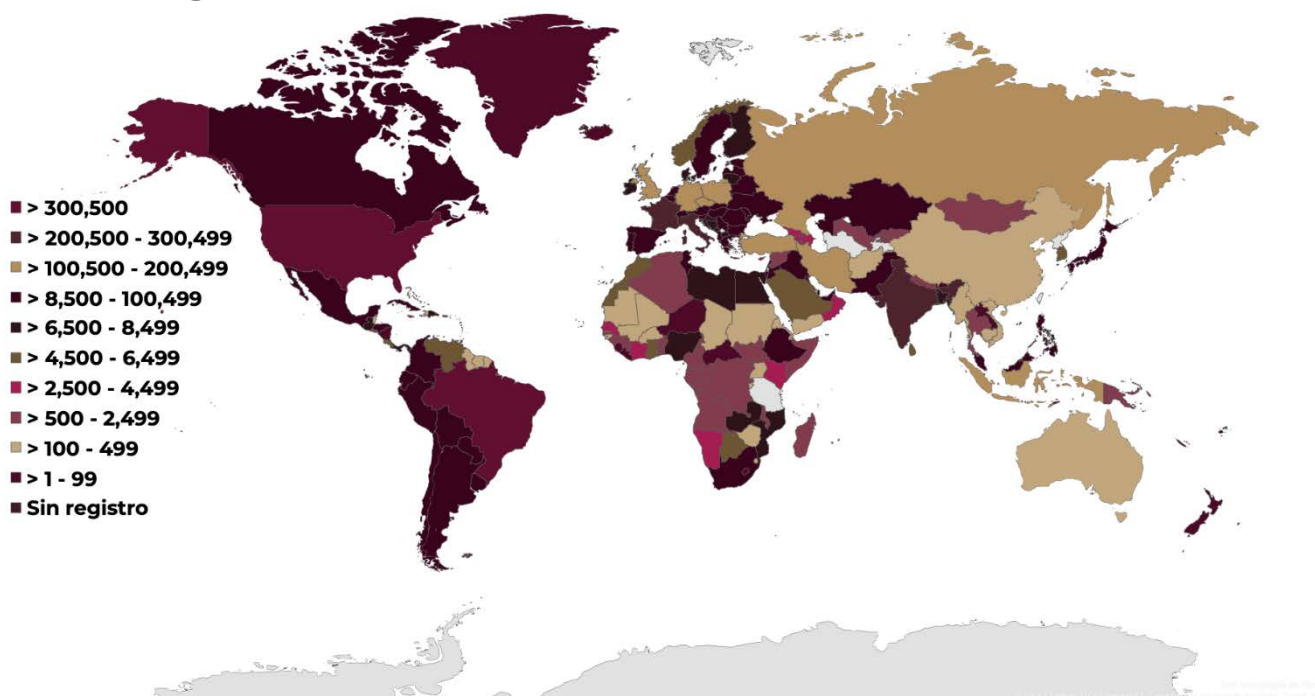 > 300,500
> 200,500 - 300,499
> 100,500 - 200,499
> 8,500 - 100,499
> 6,500 - 8,499
> 4,500 - 6,499
> 2,500 - 4,499
> 500 - 2,499
> 100 - 499
> 1 - 99
Sin registro